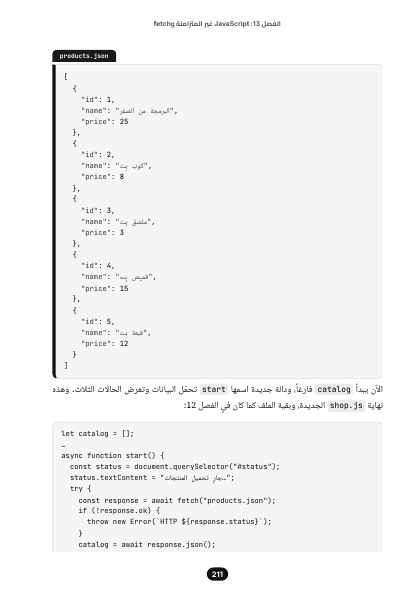 الفصل 13: JavaScript غير المتزامنة وfetch
products.json
[
  {
    "id": 1,
    "name": "البرمجة من الصفر",
    "price": 25
  },
  {
    "id": 2,
    "name": "كوب بت",
    "price": 8
  },
  {
    "id": 3,
    "name": "ملصق بت",
    "price": 3
  },
  {
    "id": 4,
    "name": "قميص بت",
    "price": 15
  },
  {
    "id": 5,
    "name": "قبعة بت",
    "price": 12
  }
]
الآن يبدأ catalog فارغاً، ودالة جديدة اسمها start تحمّل البيانات وتعرض الحالات الثلاث. وهذه
نهاية shop.js الجديدة، وبقية الملف كما كان في الفصل 12:
let catalog = [];
…
async function start() {
  const status = document.querySelector("#status");
  status.textContent = "جارٍ تحميل المنتجات…";
  try {
    const response = await fetch("products.json");
    if (!response.ok) {
      throw new Error(`HTTP ${response.status}`);
    }
    catalog = await response.json();
211